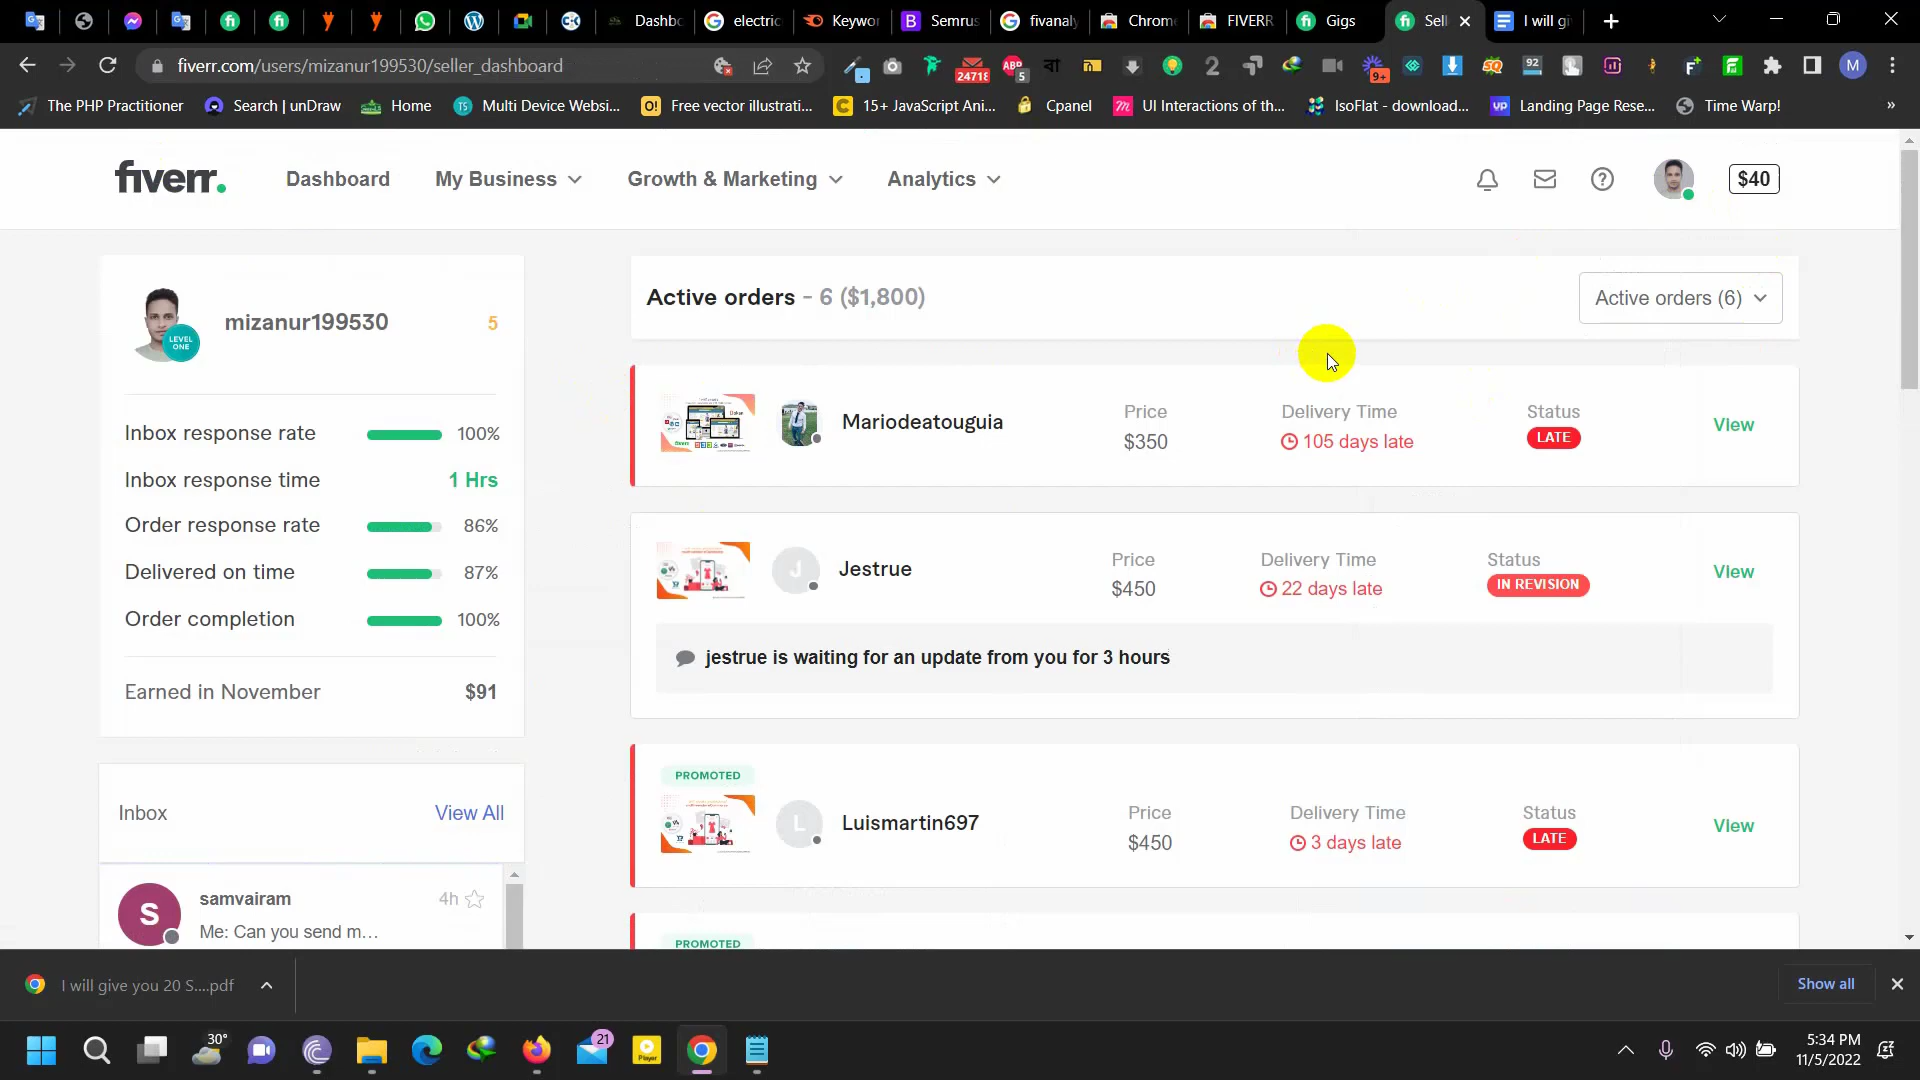 Dashbo
electric
Keywor
Semrus
fivanaly
Chrome
FIVERR
Gigs
Sell
I will gi
fiverr.com/users/mizanur199530/seller_dashboard
24718
5
9+
92
M
The PHP Practitioner
Search | unDraw
Home
Multi Device Websi...
Free vector illustrati...
15+ JavaScript Ani...
Cpanel
UI Interactions of th...
IsoFlat - download...
Landing Page Rese...
Time Warp!
fiverr.
Dashboard
My Business
Growth & Marketing
Analytics
$40
LEVEL
ONE
mizanur199530
5
Inbox response rate
100%
Inbox response time
1 Hrs
Order response rate
86%
Delivered on time
87%
Order completion
100%
Earned in November
$91
Inbox
View All
S
samvairam
4h
Me: Can you send m...
Active orders - 6 ($1,800)
Active orders (6)
Mariodeatouguia
Price
$350
Delivery Time
105 days late
Status
LATE
View
J
Jestrue
Price
$450
Delivery Time
22 days late
Status
IN REVISION
View
jestrue is waiting for an update from you for 3 hours
PROMOTED
L
Luismartin697
Price
$450
Delivery Time
3 days late
Status
LATE
View
PROMOTED
I will give you 20 S....pdf
Show all
30°
21
Player
5:34 PM
11/5/2022